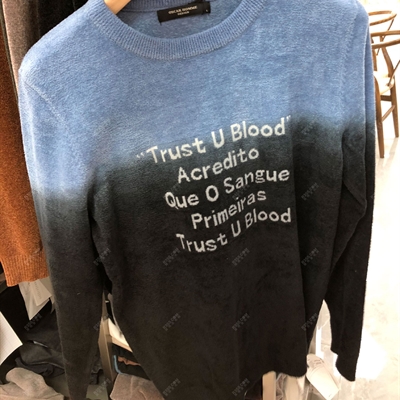 "Trust U Blood"
Acredito
Que O Sangue
Primeiras
Trust U Blood